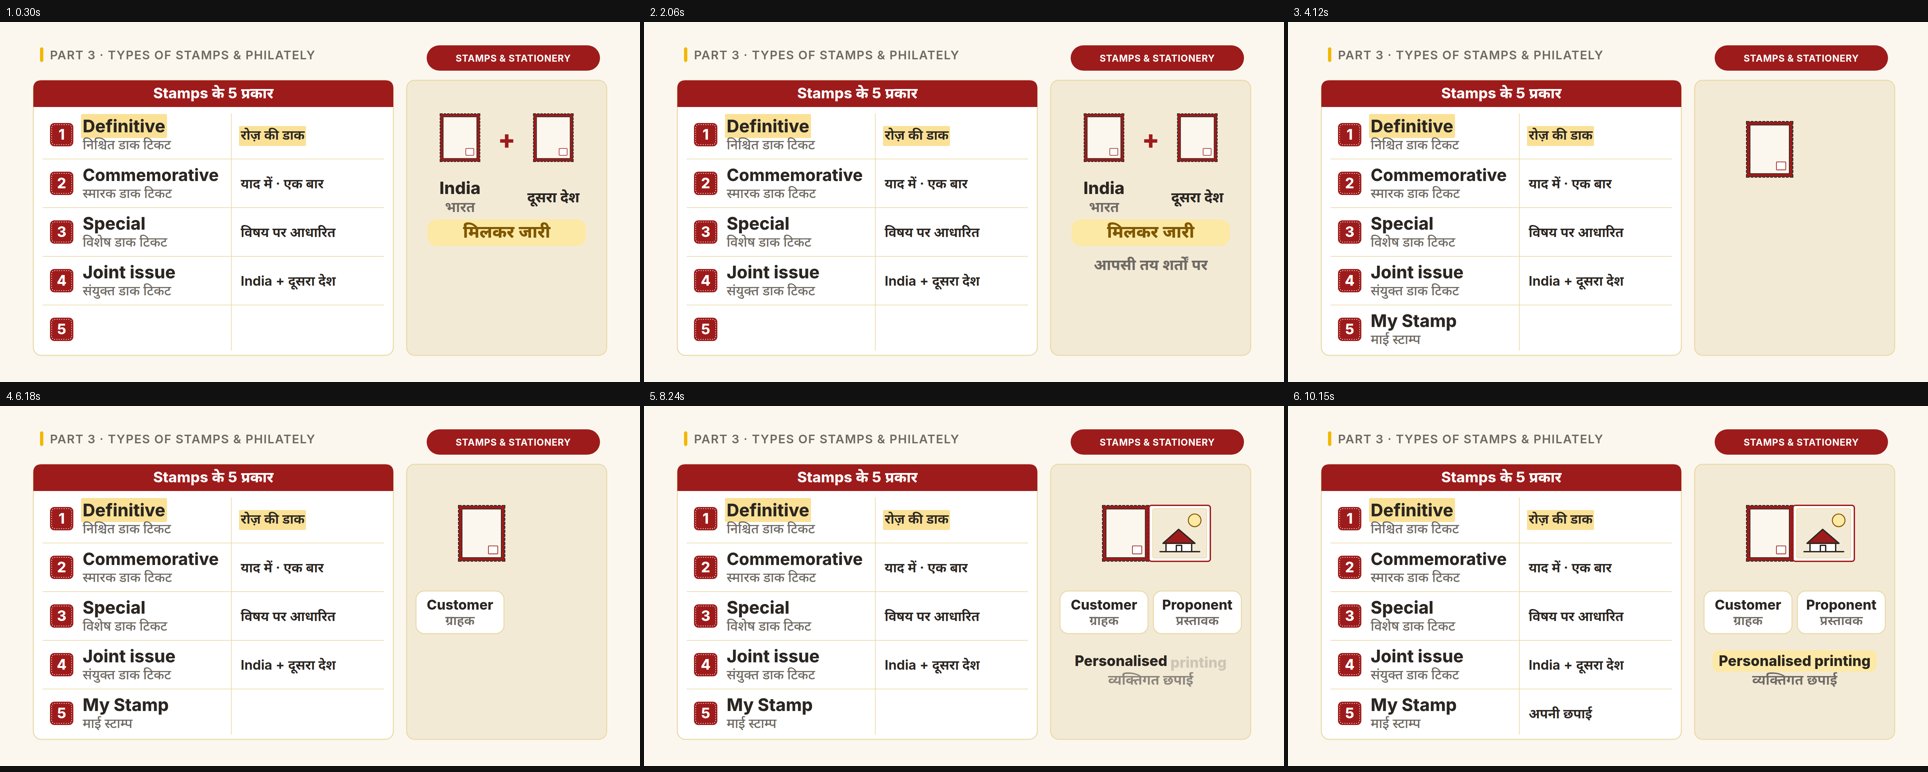 1. 0.30s
PART 3 · TYPES OF STAMPS & PHILATELY
STAMPS & STATIONERY
Stamps के 5 प्रकार
1 Definitive
निश्चित डाक टिकट
रोज़ की डाक
2 Commemorative
स्मारक डाक टिकट
याद में · एक बार
3 Special
विशेष डाक टिकट
विषय पर आधारित
4 Joint issue
संयुक्त डाक टिकट
India + दूसरा देश
5
+
India
भारत
दूसरा देश
मिलकर जारी
2. 2.06s
PART 3 · TYPES OF STAMPS & PHILATELY
STAMPS & STATIONERY
Stamps के 5 प्रकार
1 Definitive
निश्चित डाक टिकट
रोज़ की डाक
2 Commemorative
स्मारक डाक टिकट
याद में · एक बार
3 Special
विशेष डाक टिकट
विषय पर आधारित
4 Joint issue
संयुक्त डाक टिकट
India + दूसरा देश
5
+
India
भारत
दूसरा देश
मिलकर जारी
आपसी तय शर्तों पर
3. 4.12s
PART 3 · TYPES OF STAMPS & PHILATELY
STAMPS & STATIONERY
Stamps के 5 प्रकार
1 Definitive
निश्चित डाक टिकट
रोज़ की डाक
2 Commemorative
स्मारक डाक टिकट
याद में · एक बार
3 Special
विशेष डाक टिकट
विषय पर आधारित
4 Joint issue
संयुक्त डाक टिकट
India + दूसरा देश
5 My Stamp
माई स्टाम्प
4. 6.18s
PART 3 · TYPES OF STAMPS & PHILATELY
STAMPS & STATIONERY
Stamps के 5 प्रकार
1 Definitive
निश्चित डाक टिकट
रोज़ की डाक
2 Commemorative
स्मारक डाक टिकट
याद में · एक बार
3 Special
विशेष डाक टिकट
विषय पर आधारित
4 Joint issue
संयुक्त डाक टिकट
India + दूसरा देश
5 My Stamp
माई स्टाम्प
Customer
ग्राहक
5. 8.24s
PART 3 · TYPES OF STAMPS & PHILATELY
STAMPS & STATIONERY
Stamps के 5 प्रकार
1 Definitive
निश्चित डाक टिकट
रोज़ की डाक
2 Commemorative
स्मारक डाक टिकट
याद में · एक बार
3 Special
विशेष डाक टिकट
विषय पर आधारित
4 Joint issue
संयुक्त डाक टिकट
India + दूसरा देश
5 My Stamp
माई स्टाम्प
Customer
ग्राहक
Proponent
प्रस्तावक
Personalised printing
व्यक्तिगत छपाई
6. 10.15s
PART 3 · TYPES OF STAMPS & PHILATELY
STAMPS & STATIONERY
Stamps के 5 प्रकार
1 Definitive
निश्चित डाक टिकट
रोज़ की डाक
2 Commemorative
स्मारक डाक टिकट
याद में · एक बार
3 Special
विशेष डाक टिकट
विषय पर आधारित
4 Joint issue
संयुक्त डाक टिकट
India + दूसरा देश
5 My Stamp
माई स्टाम्प
अपनी छपाई
Customer
ग्राहक
Proponent
प्रस्तावक
Personalised printing
व्यक्तिगत छपाई